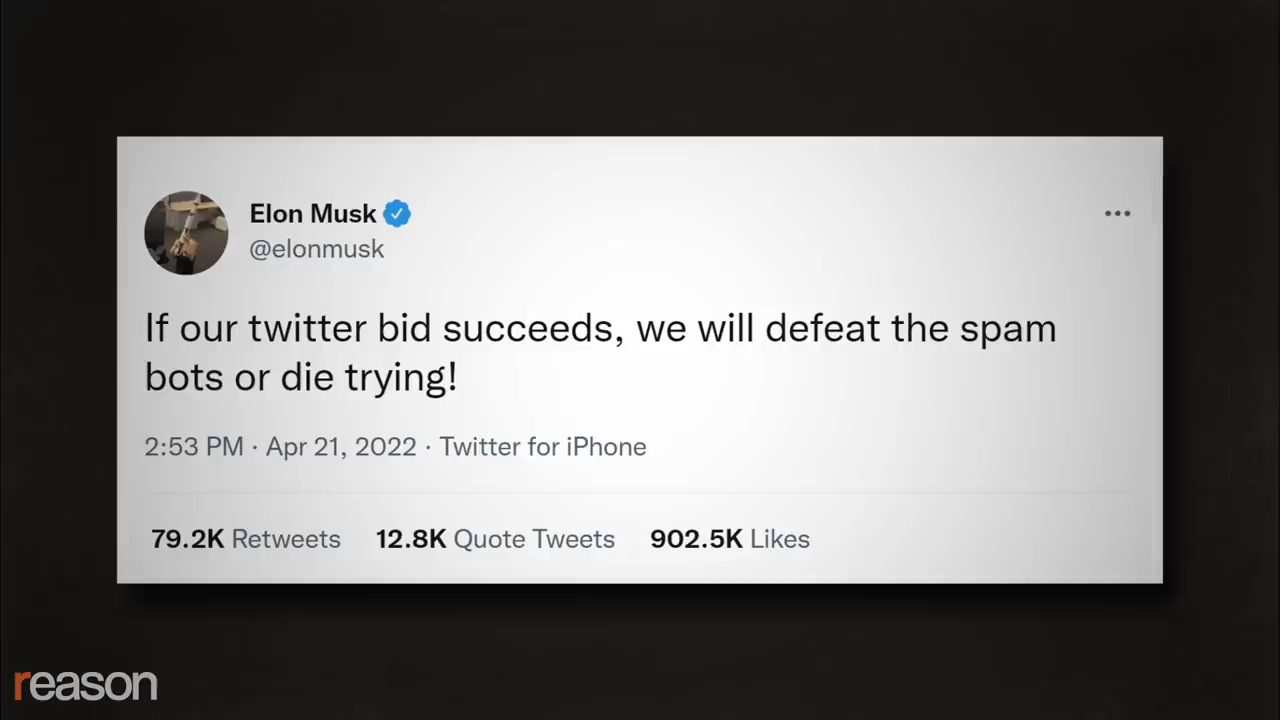 Elon Musk
@elonmusk
If our twitter bid succeeds, we will defeat the spam
bots or die trying!
2:53 PM · Apr 21, 2022 · Twitter for iPhone
79.2K Retweets 12.8K Quote Tweets 902.5K Likes
reason